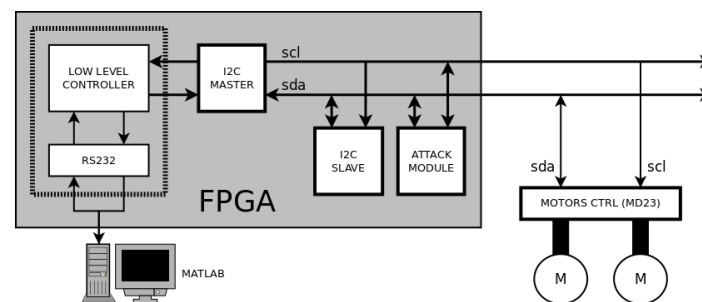 scl
LOW LEVEL
CONTROLLER
I2C
MASTER
sda
RS232
I2C
SLAVE
ATTACK
MODULE
sda
scl
FPGA
MOTORS CTRL (MD23)
MATLAB
M
M